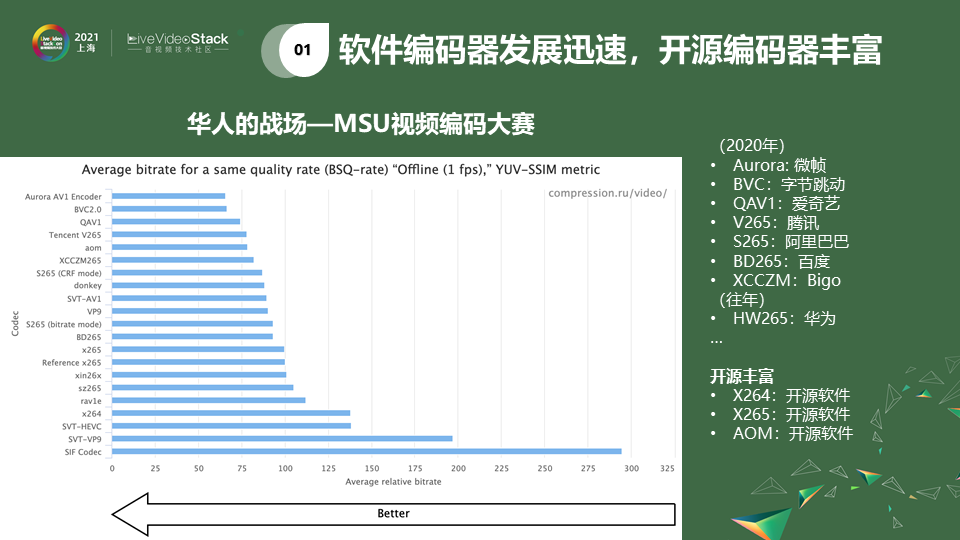 2021
上海
LiveVideoStack
音视频技术社区
01
软件编码器发展迅速，开源编码器丰富
华人的战场—MSU视频编码大赛
Average bitrate for a same quality rate (BSQ-rate) “Offline (1 fps),” YUV-SSIM metric
compression.ru/video/
Codec
Aurora AV1 Encoder
BVC2.0
QAV1
Tencent V265
aom
XCCZM265
S265 (CRF mode)
donkey
SVT-AV1
VP9
S265 (bitrate mode)
BD265
x265
Reference x265
xin26x
sz265
rav1e
x264
SVT-HEVC
SVT-VP9
SIF Codec
0 25 50 75 100 125 150 175 200 225 250 275 300 325
Average relative bitrate
Better
（2020年）
• Aurora: 微帧
• BVC：字节跳动
• QAV1：爱奇艺
• V265：腾讯
• S265：阿里巴巴
• BD265：百度
• XCCZM：Bigo
（往年）
• HW265：华为
...
开源丰富
• X264：开源软件
• X265：开源软件
• AOM：开源软件